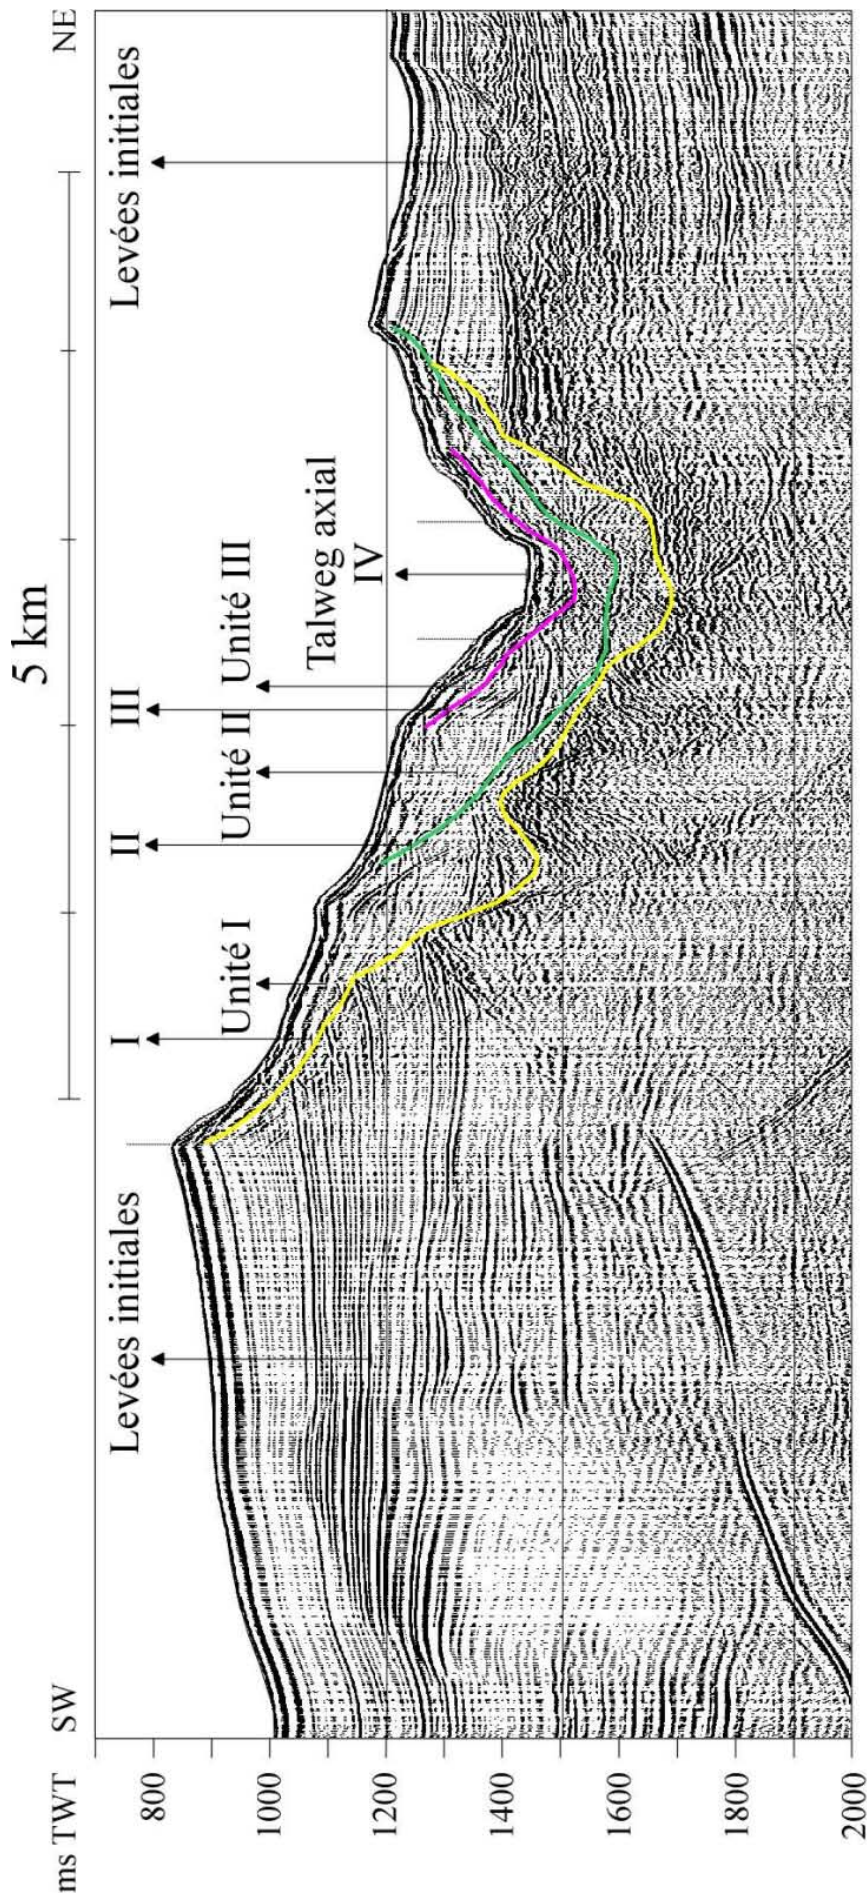 5 km
SW
NE
Levées initiales
I
II
III
Levées initiales
Unité I
Unité II
Unité III
Talweg axial
IV
ms TWT
800
1000
1200
1400
1600
1800
2000